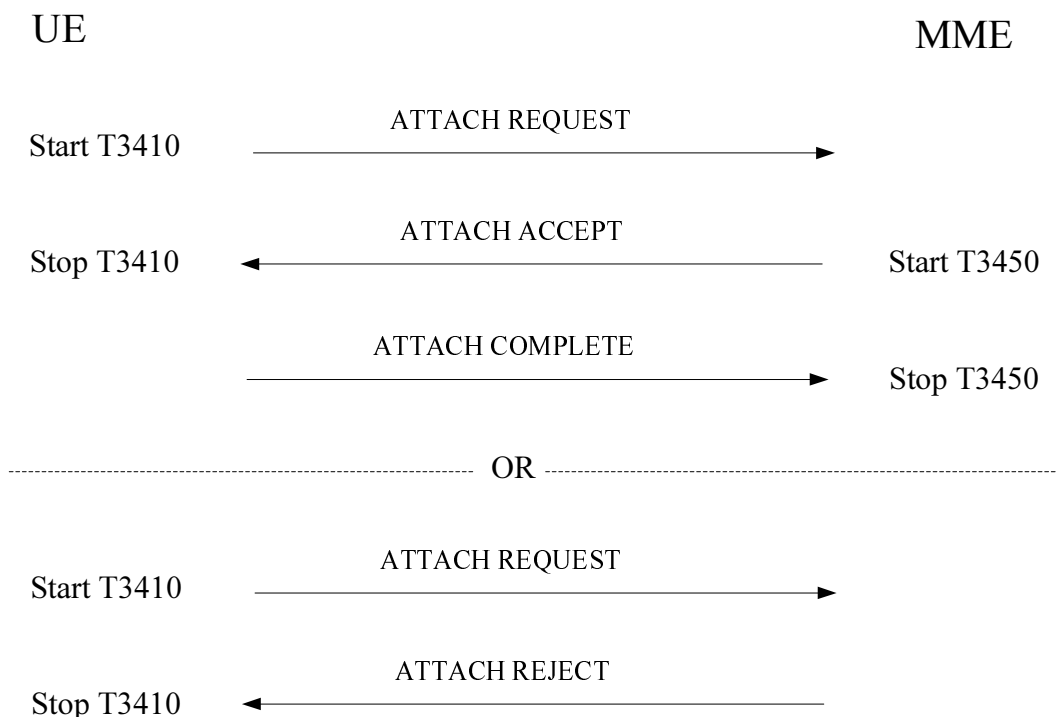 UE
MME
ATTACH REQUEST
Start T3410
ATTACH ACCEPT
Stop T3410
Start T3450
ATTACH COMPLETE
Stop T3450
OR
ATTACH REQUEST
Start T3410
ATTACH REJECT
Stop T3410